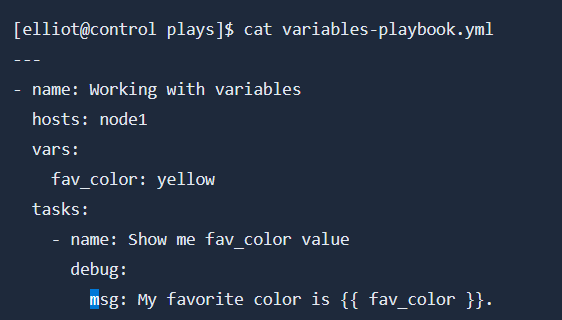 [elliot@control plays]$ cat variables-playbook.yml
---
- name: Working with variables
  hosts: node1
  vars:
    fav_color: yellow
  tasks:
    - name: Show me fav_color value
      debug:
        msg: My favorite color is {{ fav_color }}.